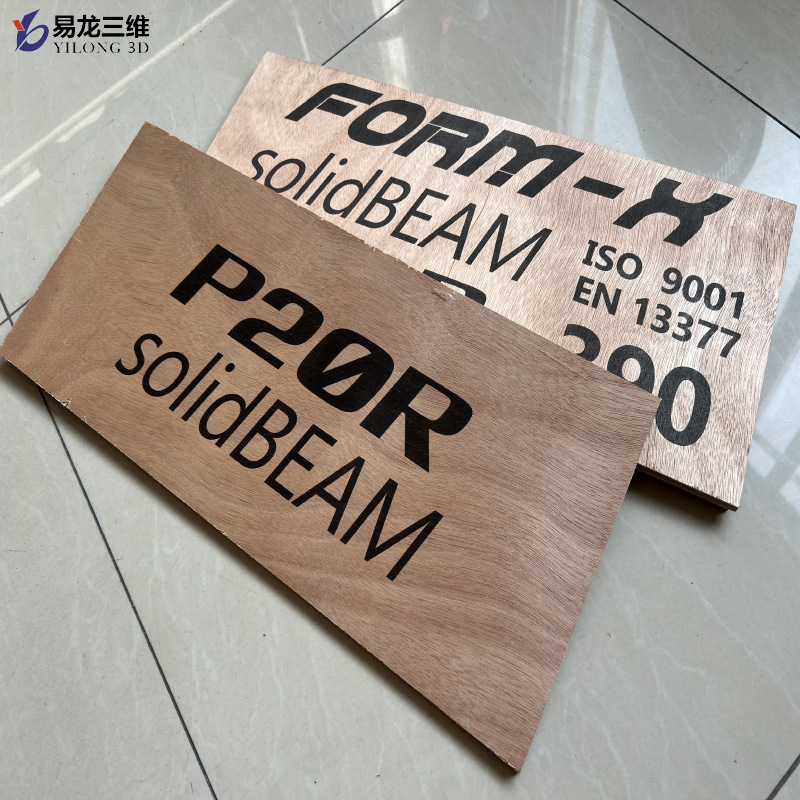 易龙三维
YILONG 3D
FORM-X
solidBEAM
ISO 9001
EN 13377
P20R
solidBEAM